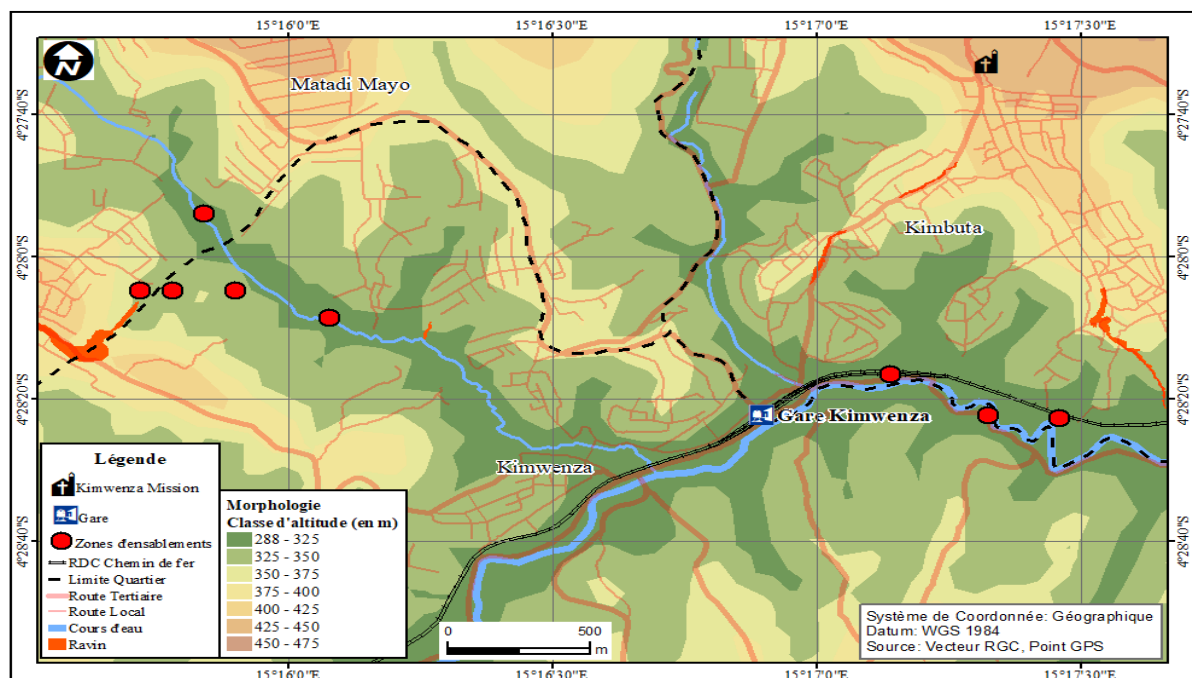 15°16'0"E
15°16'3"E
15°17'0"E
15°17'3"E
N
Matadi Mayo
4°27'40"S
4°27'40"S
Kimbuta
4°28'0"S
4°28'0"S
4°28'20"S
4°28'20"S
Gare Kimwenza
Kimwenza
4°28'40"S
4°28'40"S
Légende
Kimwenza Mission
Gare
Zones d'ensablements
RDC Chemin de fer
Limite Quartier
Route Tertiaire
Route Local
Cours d'eau
Ravin
Morphologie
Classe d'altitude (en m)
288 - 325
325 - 350
350 - 375
375 - 400
400 - 425
425 - 450
450 - 475
0 500
m
Système de Coordonnée: Géographique
Datum: WGS 1984
Source: Vecteur RGC, Point GPS
15°16'0"E
15°16'3"E
15°17'0"E
15°17'3"E